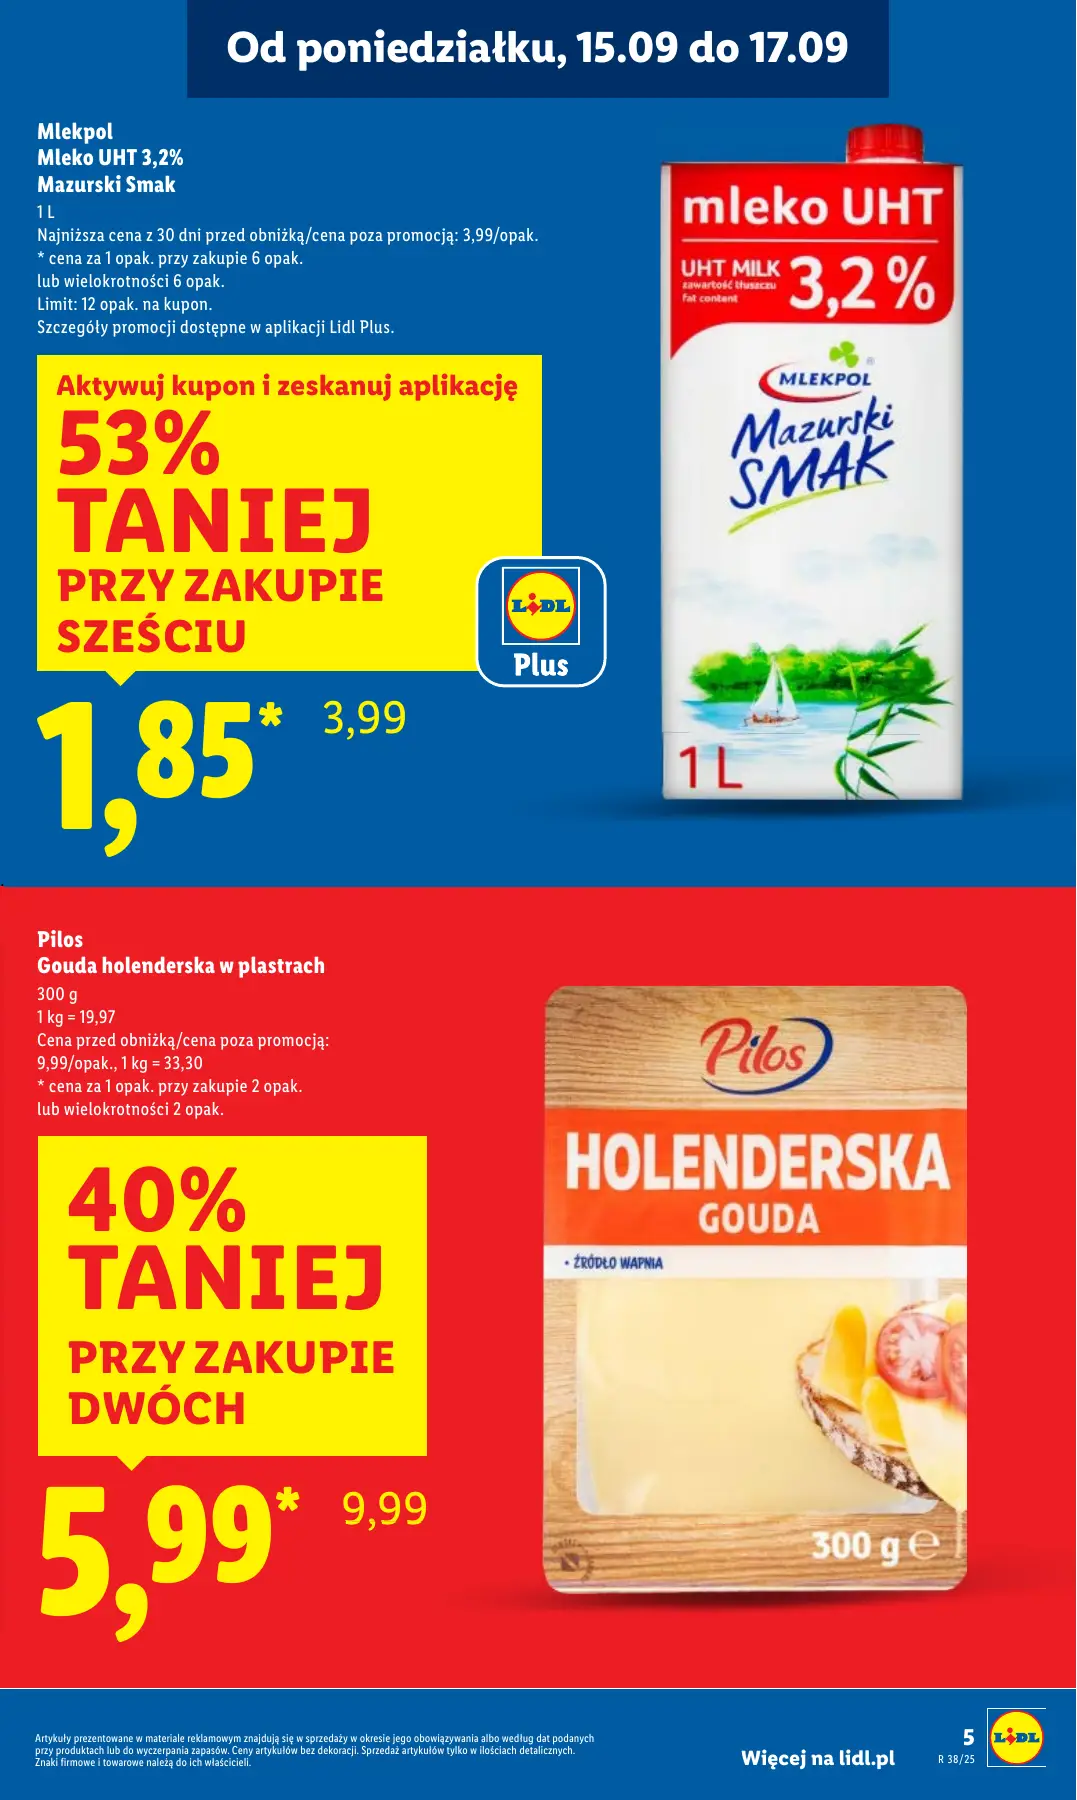 Od poniedziałku, 15.09 do 17.09
Mlekpol
Mleko UHT 3,2%
Mazurski Smak
1 L
Najniższa cena z 30 dni przed obniżką/cena poza promocją: 3,99/opak.
* cena za 1 opak. przy zakupie 6 opak.
lub wielokrotności 6 opak.
Limit: 12 opak. na kupon.
Szczegóły promocji dostępne w aplikacji Lidl Plus.
Aktywuj kupon i zeskanuj aplikację
53%
TANIEJ
PRZY ZAKUPIE
SZEŚCIU
LIDL
Plus
1,85* 3,99
mleko UHT
UHT MILK
zawartość tłuszczu
fat content
3,2%
MLEKPOL
®
Mazurski
SMAK
1 L
Pilos
Gouda holenderska w plastrach
300 g
1 kg = 19,97
Cena przed obniżką/cena poza promocją:
9,99/opak., 1 kg = 33,30
* cena za 1 opak. przy zakupie 2 opak.
lub wielokrotności 2 opak.
40%
TANIEJ
PRZY ZAKUPIE
DWÓCH
5,99* 9,99
Pilos
HOLENDERSKA
GOUDA
• ŹRÓDŁO WAPNIA
300 g e
Artykuły prezentowane w materiale reklamowym znajdują się w sprzedaży w okresie jego obowiązywania albo według dat podanych
przy produktach lub do wyczerpania zapasów. Ceny artykułów bez dekoracji. Sprzedaż artykułów tylko w ilościach detalicznych.
Znaki firmowe i towarowe należą do ich właścicieli.
Więcej na lidl.pl
5
R 38/25
LIDL